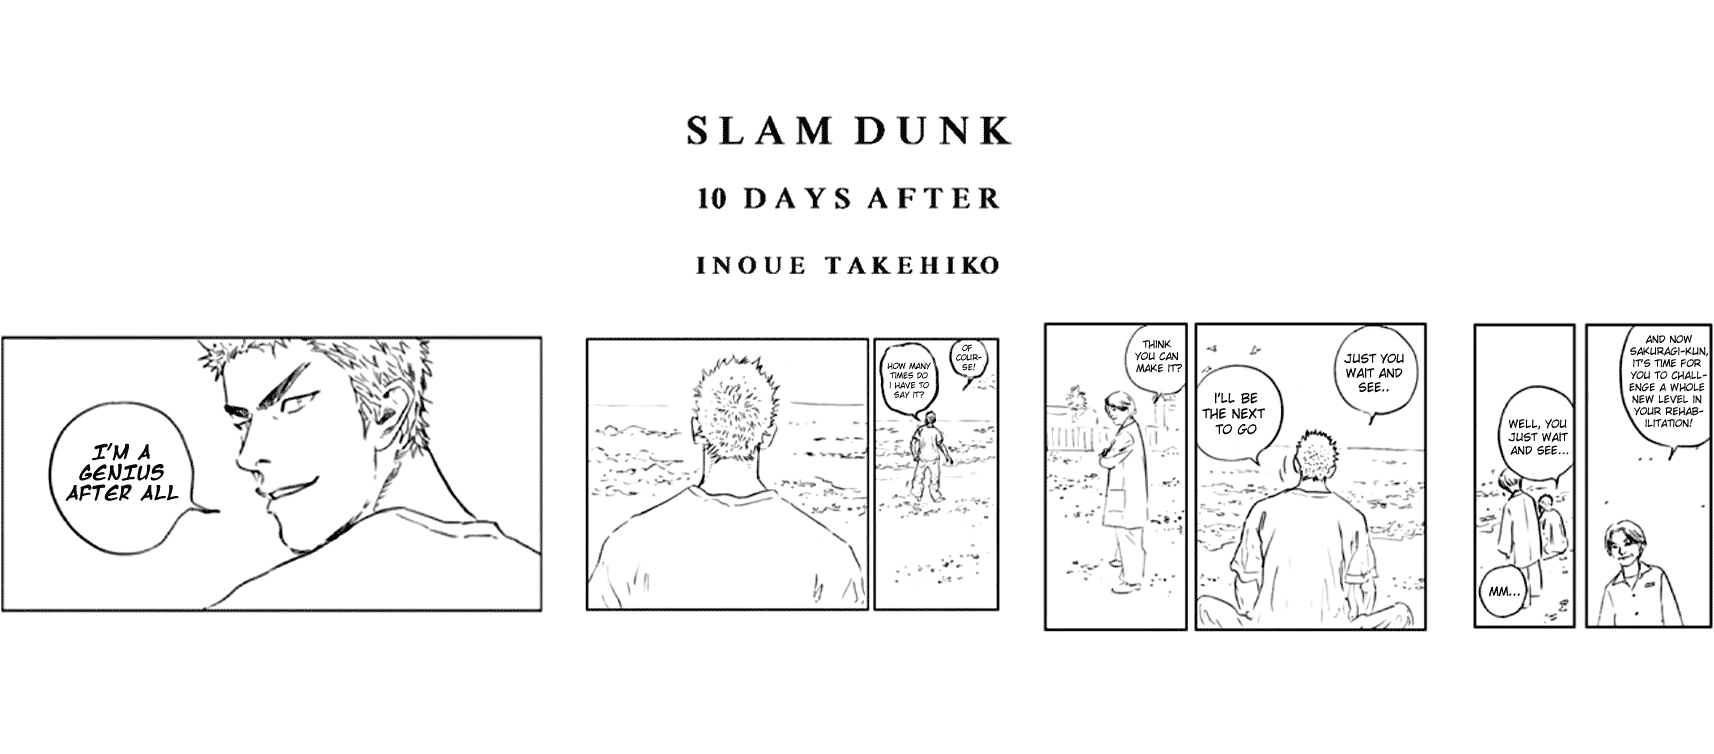 SLAM DUNK
10 DAYS AFTER
INOUE TAKEHIKO
AND NOW
SAKURAGI-KUN,
IT'S TIME FOR
YOU TO CHALL-
ENGE A WHOLE
NEW LEVEL IN
YOUR REHAB-
ILITATION!
WELL, YOU
JUST WAIT
AND SEE...
MM...
JUST YOU
WAIT AND
SEE..
I'LL BE
THE NEXT
TO GO
THINK
YOU CAN
MAKE IT?
OF
COUR-
SE!
HOW MANY
TIMES DO
I HAVE TO
SAY IT?
I'M A
GENIUS
AFTER ALL